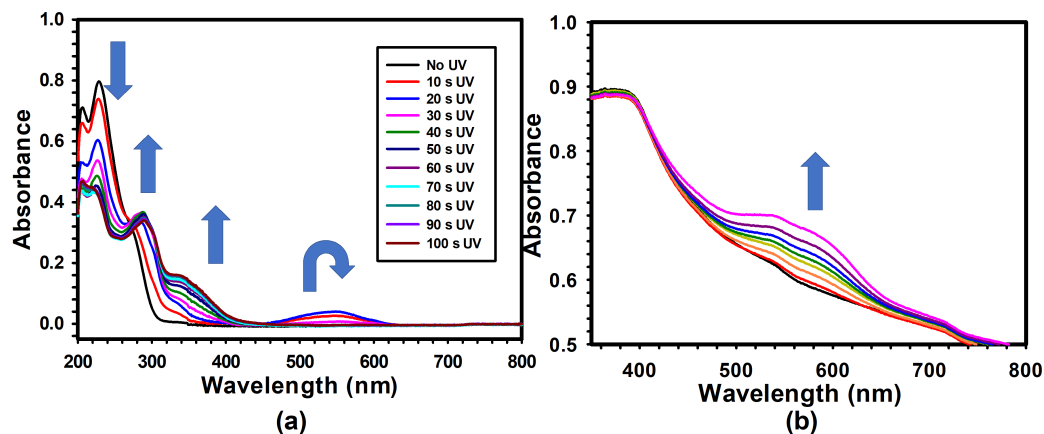 1.0
0.8
0.6
0.4
0.2
0.0
Absorbance
200 300 400 500 600 700 800
Wavelength (nm)
(a)
No UV
10 s UV
20 s UV
30 s UV
40 s UV
50 s UV
60 s UV
70 s UV
80 s UV
90 s UV
100 s UV
1.0
0.9
0.8
0.7
0.6
0.5
Absorbance
400 500 600 700 800
Wavelength (nm)
(b)